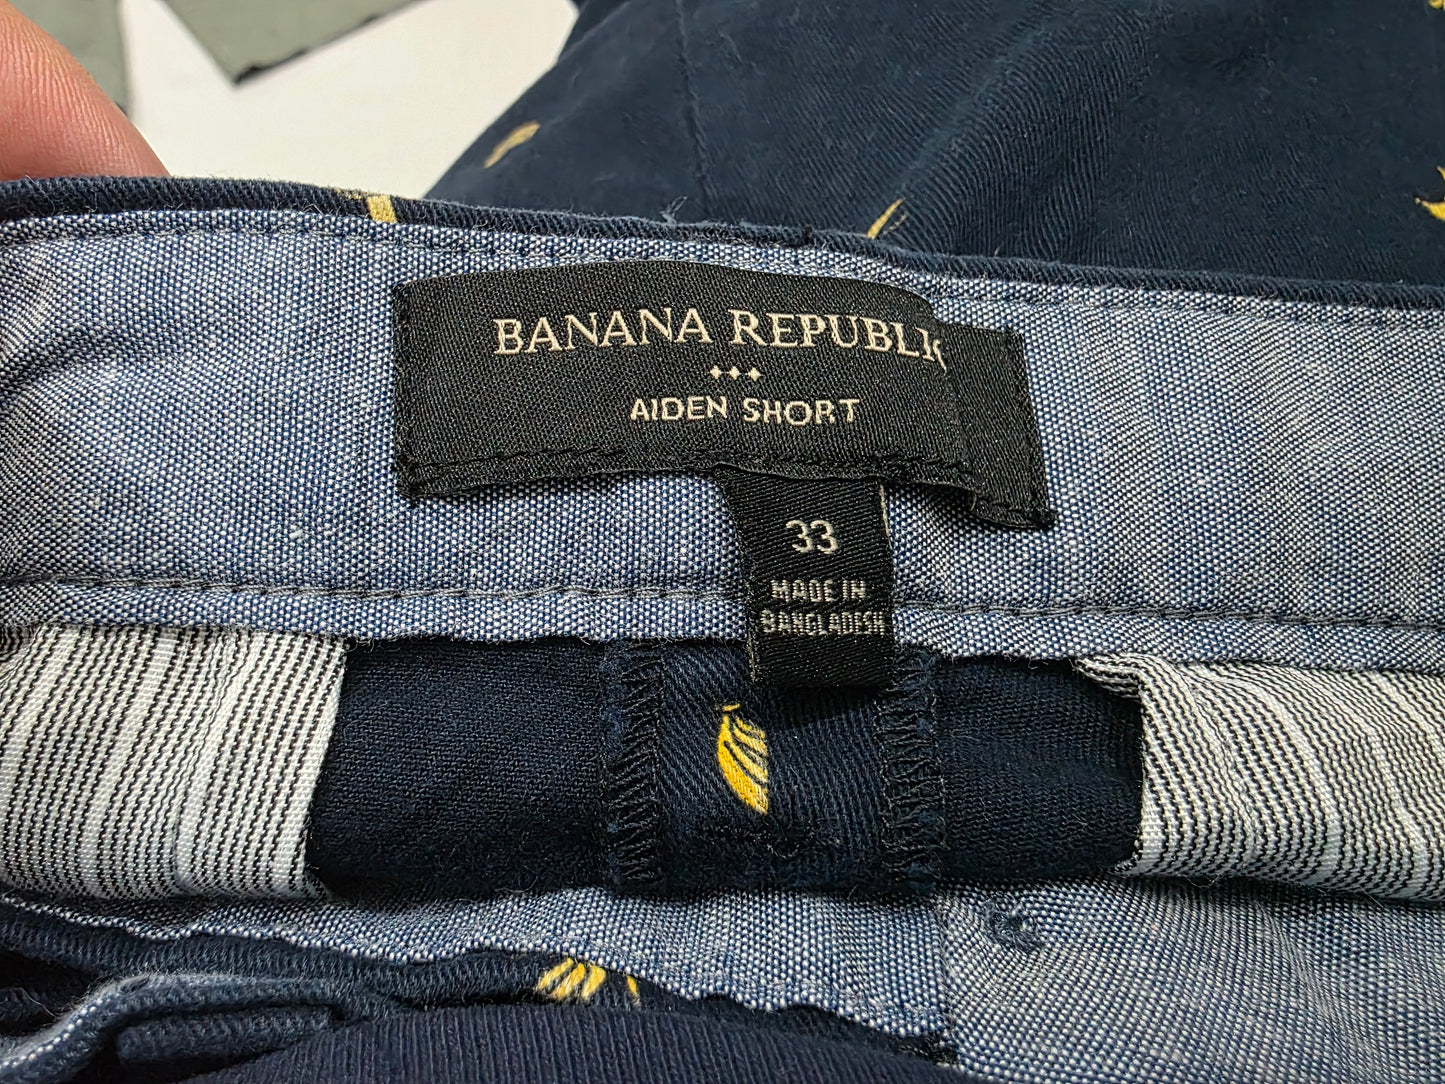 BANANA REPUBLIC
AIDEN SHORT
33
MADE IN
BANGLADESH